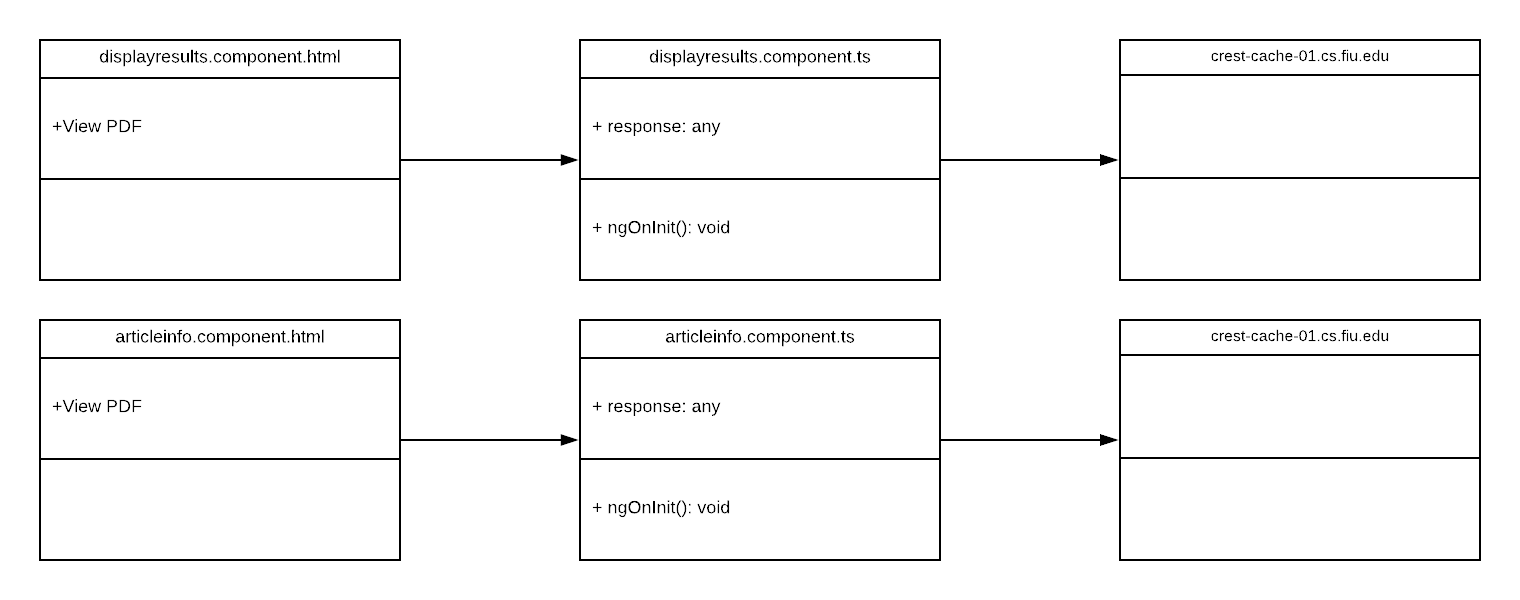 displayresults.component.html
+View PDF
displayresults.component.ts
+ response: any
+ ngOnInit(): void
crest-cache-01.cs.fiu.edu
articleinfo.component.html
+View PDF
articleinfo.component.ts
+ response: any
+ ngOnInit(): void
crest-cache-01.cs.fiu.edu